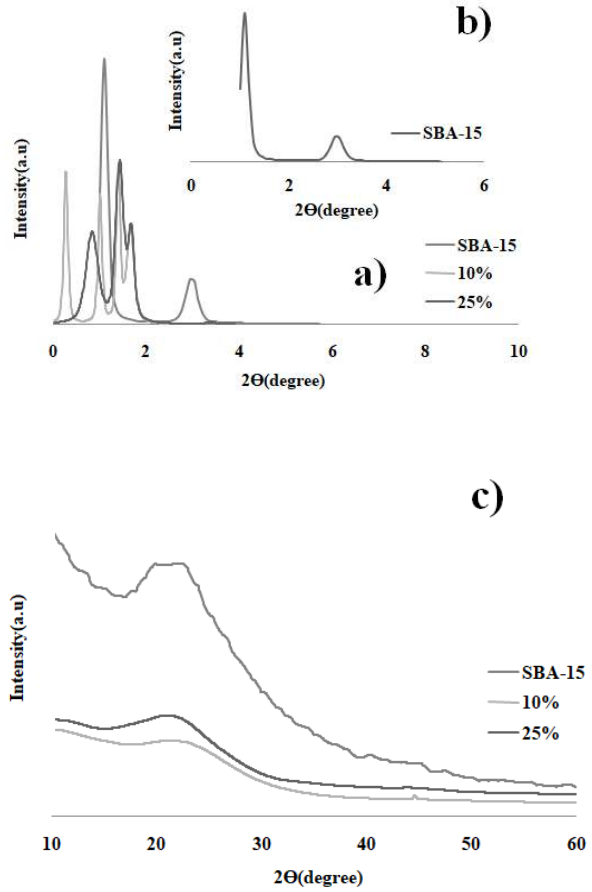 b)
Intensity(a.u)
SBA-15
0 2 4 6
2Θ(degree)
Intensity(a.u)
a)
SBA-15
10%
25%
0 2 4 6 8 10
2Θ(degree)
c)
Intensity(a.u)
SBA-15
10%
25%
10 20 30 40 50 60
2Θ(degree)